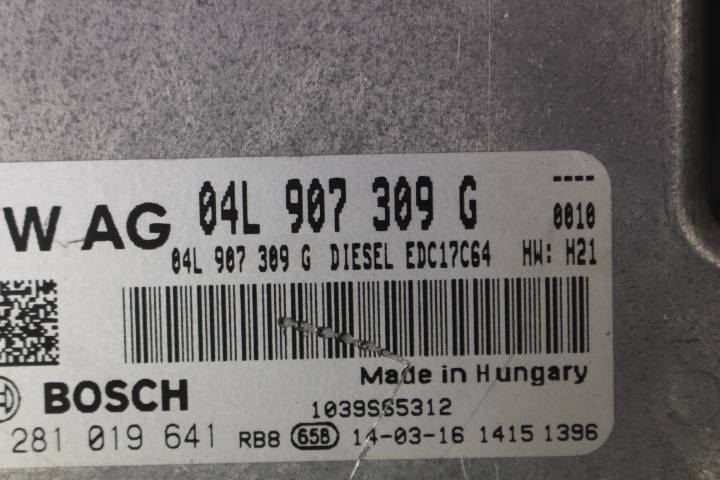 W AG 04L 907 309 G ----
0010
04L 907 309 G DIESEL EDC17C64 HW: H21
Made in Hungary
BOSCH
1039S65312
281 019 641 RB8 65B 14-03-16 1415 1396